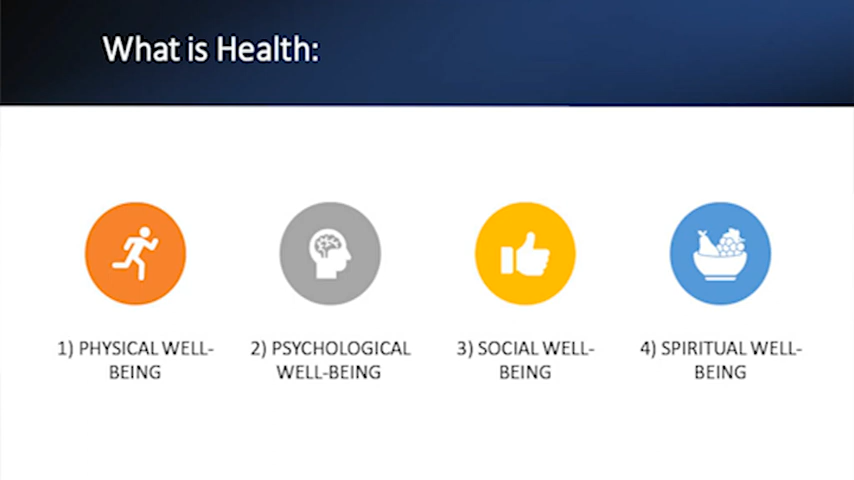 What is Health:
1) PHYSICAL WELL-
BEING
2) PSYCHOLOGICAL
WELL-BEING
3) SOCIAL WELL-
BEING
4) SPIRITUAL WELL-
BEING